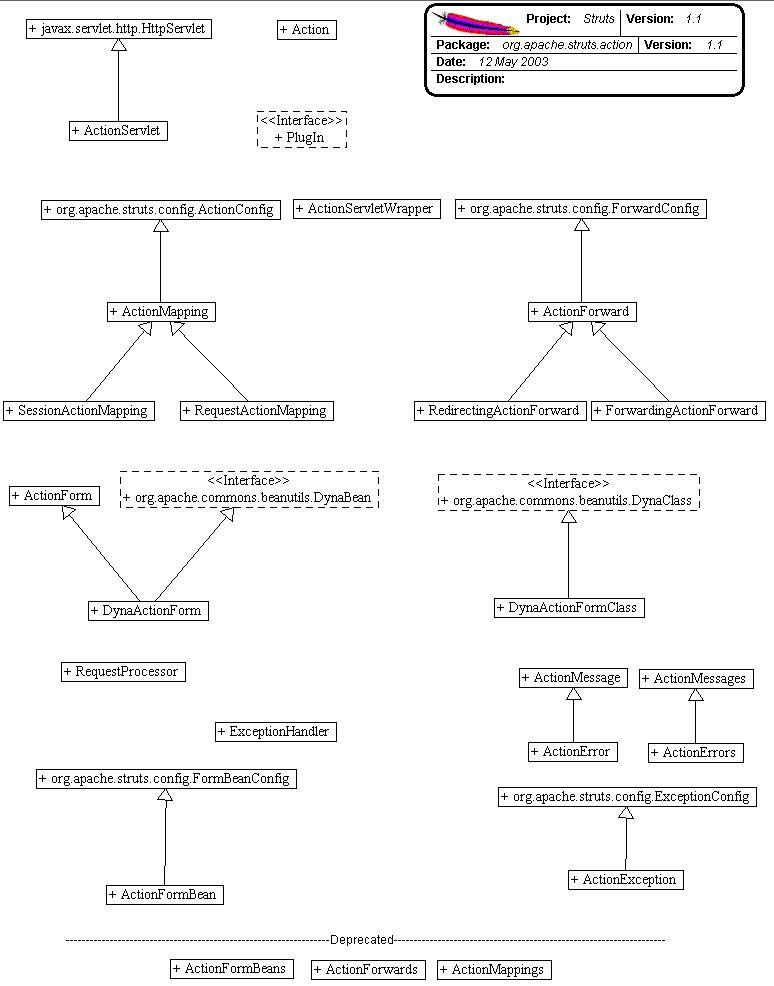 + javax.servlet.http.HttpServlet
+ Action
Project: Struts Version: 1.1
Package: org.apache.struts.action Version: 1.1
Date: 12 May 2003
Description:
+ ActionServlet
<<Interface>>
+ PlugIn
+ org.apache.struts.config.ActionConfig
+ ActionServletWrapper
+ org.apache.struts.config.ForwardConfig
+ ActionMapping
+ ActionForward
+ SessionActionMapping
+ RequestActionMapping
+ RedirectingActionForward
+ ForwardingActionForward
+ ActionForm
<<Interface>>
+ org.apache.commons.beanutils.DynaBean
<<Interface>>
+ org.apache.commons.beanutils.DynaClass
+ DynaActionForm
+ DynaActionFormClass
+ RequestProcessor
+ ActionMessage
+ ActionMessages
+ ExceptionHandler
+ ActionError
+ ActionErrors
+ org.apache.struts.config.FormBeanConfig
+ org.apache.struts.config.ExceptionConfig
+ ActionFormBean
+ ActionException
Deprecated
+ ActionFormBeans
+ ActionForwards
+ ActionMappings